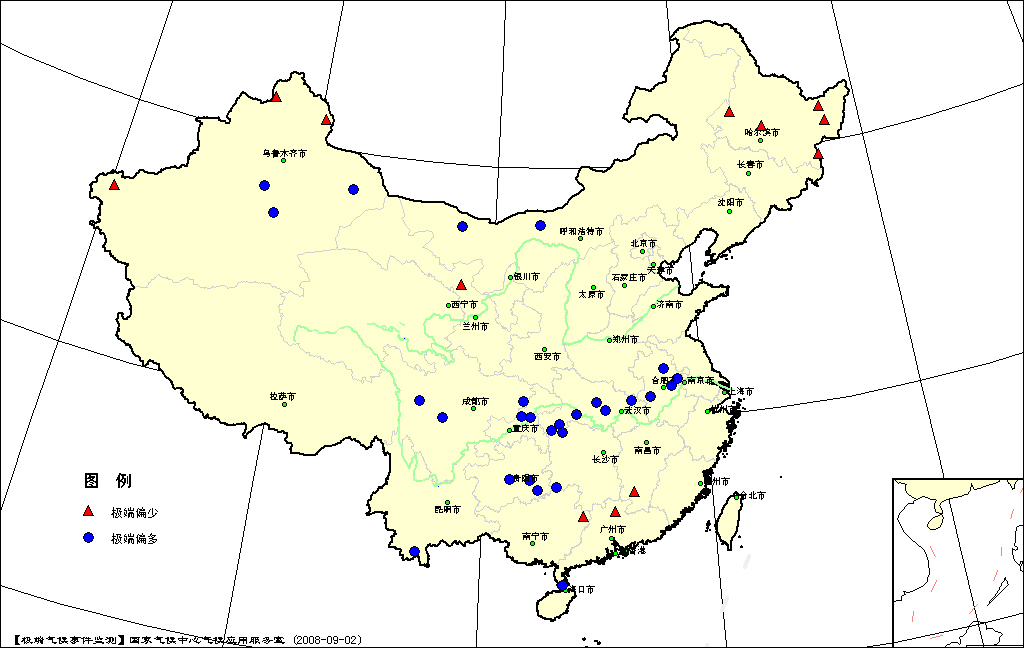 哈尔滨市
乌鲁木齐市
长春市
沈阳市
呼和浩特市
北京市
天津市
银川市
石家庄市
太原市
西宁市
济南市
兰州市
郑州市
西安市
合肥
南京市
上海市
拉萨市
成都市
武汉市
杭州市
重庆市
南昌市
长沙市
贵阳市
图 例
州市
台北市
昆明市
极端偏少
广州市
南宁市
极端偏多
香港
海口市
【极端气候事件监测】国家气候中心气候应用服务室 (2008-09-02)